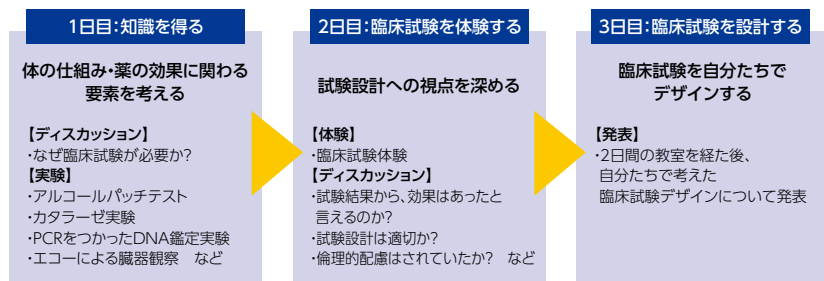 1日目:知識を得る
体の仕組み・薬の効果に関わる
要素を考える
【ディスカッション】
・なぜ臨床試験が必要か?
【実験】
・アルコールパッチテスト
・カタラーゼ実験
・PCRをつかったDNA鑑定実験
・エコーによる臓器観察　など
2日目:臨床試験を体験する
試験設計への視点を深める
【体験】
・臨床試験体験
【ディスカッション】
・試験結果から、効果はあったと
言えるのか?
・試験設計は適切か?
・倫理的配慮はされていたか?　など
3日目:臨床試験を設計する
臨床試験を自分たちで
デザインする
【発表】
・2日間の教室を経た後、
自分たちで考えた
臨床試験デザインについて発表